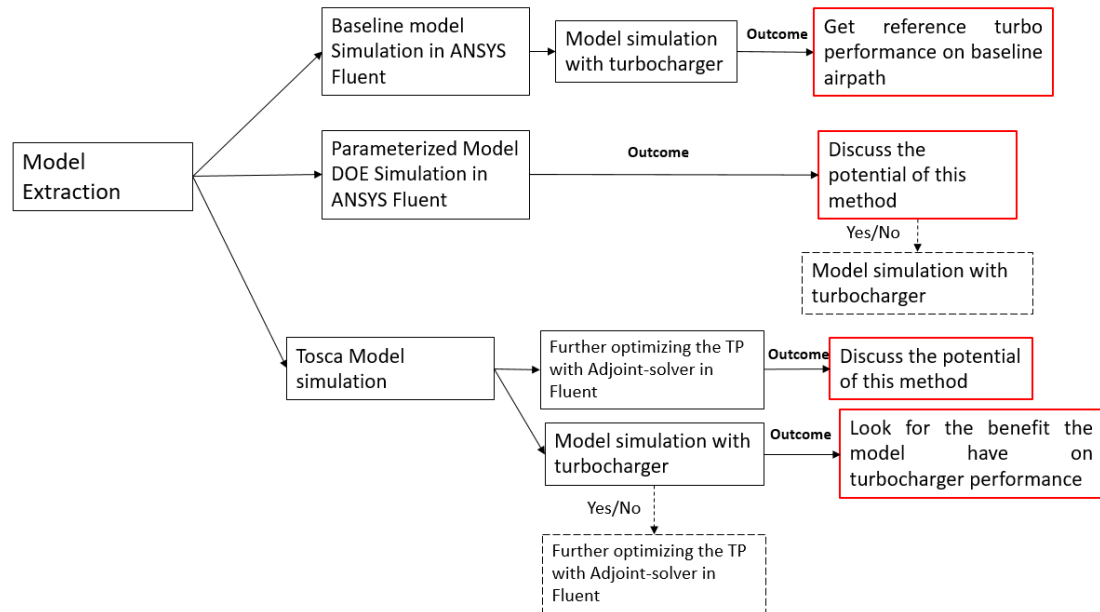 Baseline model
Simulation in ANSYS
Fluent
Model simulation
with turbocharger
Outcome
Get reference turbo
performance on baseline
airpath
Model
Extraction
Parameterized Model
DOE Simulation in
ANSYS Fluent
Outcome
Discuss the
potential of this
method
Yes/No
Model simulation with
turbocharger
Tosca Model
simulation
Further optimizing the TP
with Adjoint-solver in
Fluent
Outcome
Discuss the potential
of this method
Model simulation with
turbocharger
Outcome
Look for the benefit the
model have on
turbocharger performance
Yes/No
Further optimizing the TP
with Adjoint-solver in
Fluent